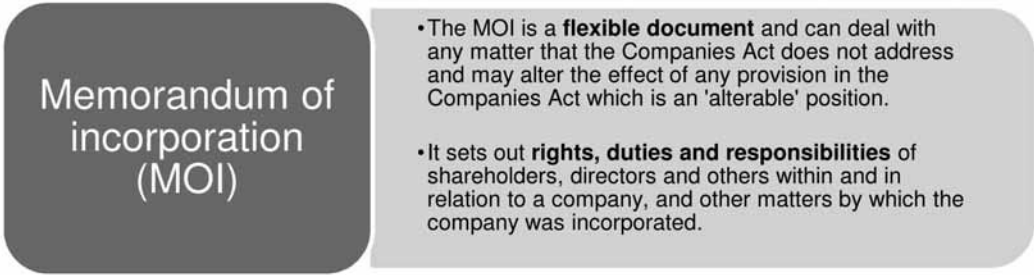 Memorandum of
incorporation
(MOI)
•The MOI is a flexible document and can deal with
any matter that the Companies Act does not address
and may alter the effect of any provision in the
Companies Act which is an 'alterable' position.
•It sets out rights, duties and responsibilities of
shareholders, directors and others within and in
relation to a company, and other matters by which the
company was incorporated.